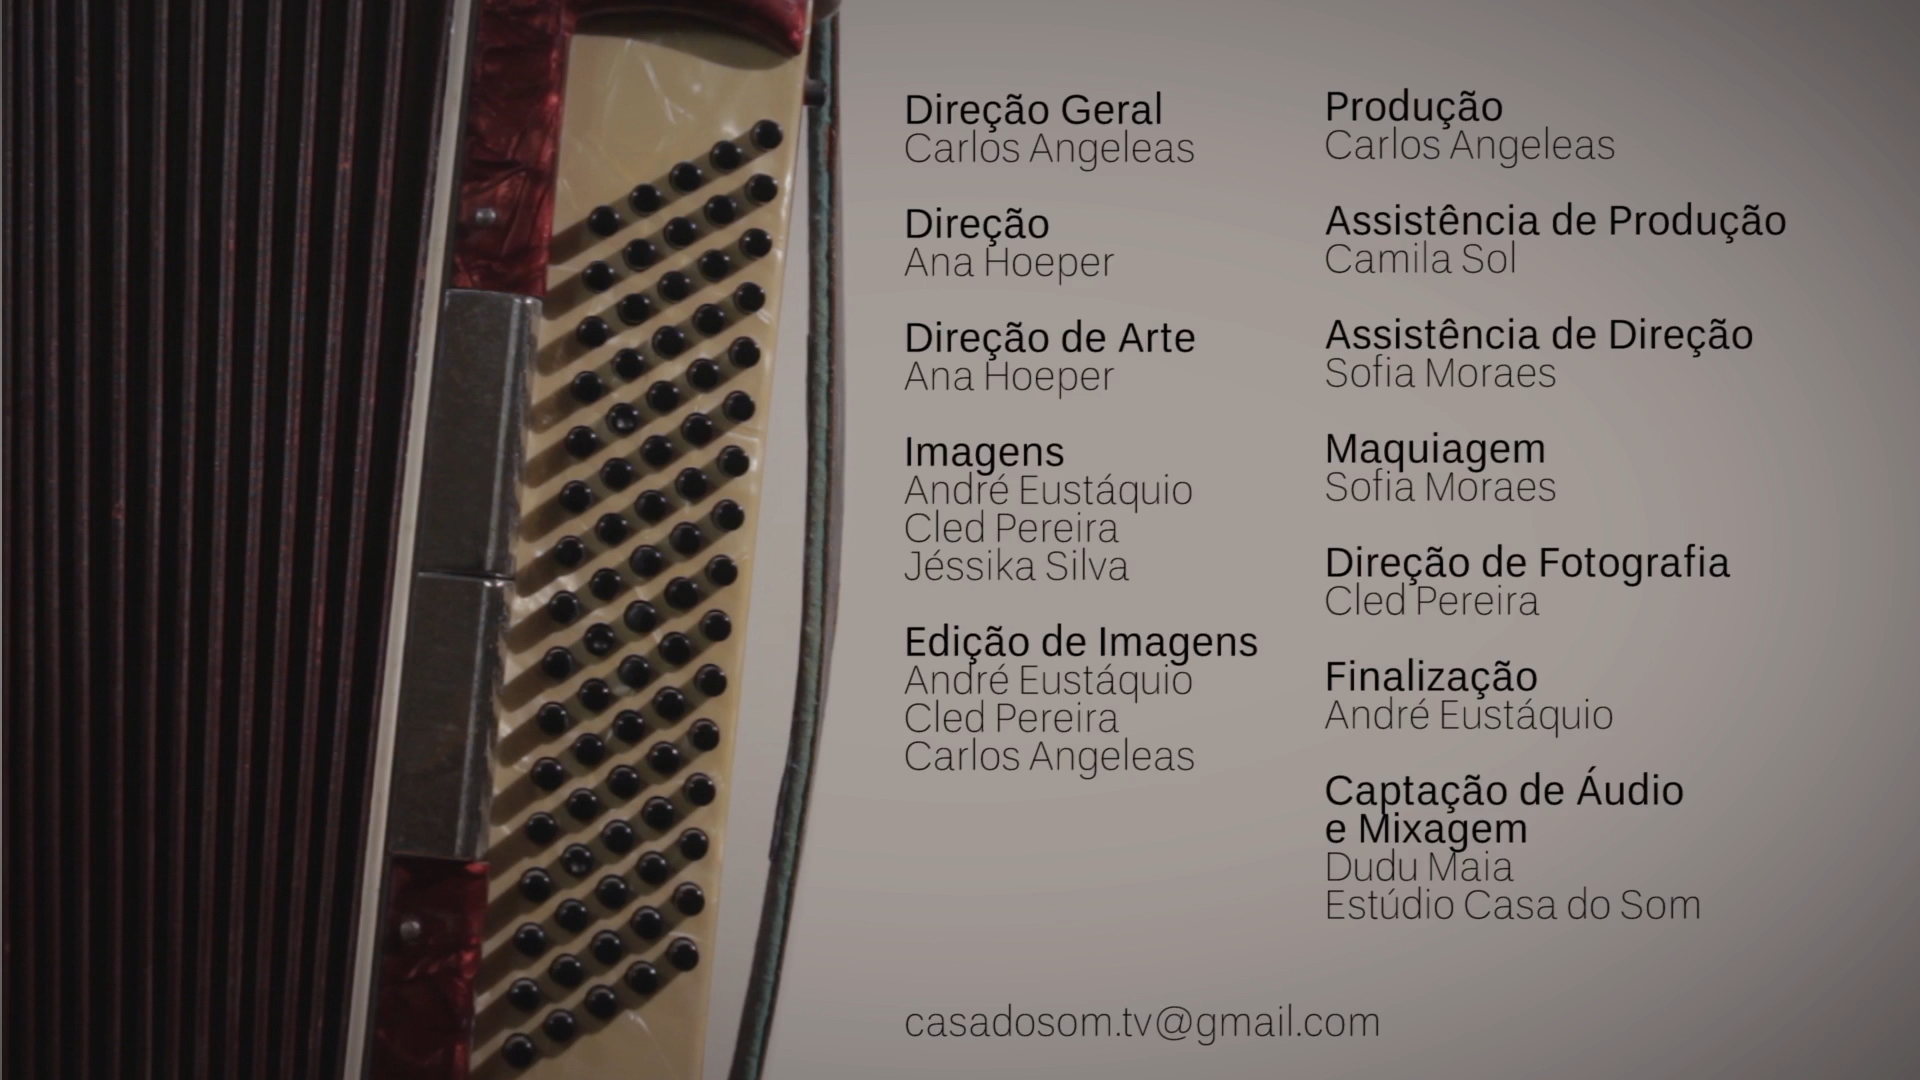 Direção Geral
Carlos Angeleas
Direção
Ana Hoeper
Direção de Arte
Ana Hoeper
Imagens
André Eustáquio
Cled Pereira
Jéssika Silva
Edição de Imagens
André Eustáquio
Cled Pereira
Carlos Angeleas
Produção
Carlos Angeleas
Assistência de Produção
Camila Sol
Assistência de Direção
Sofia Moraes
Maquiagem
Sofia Moraes
Direção de Fotografia
Cled Pereira
Finalização
André Eustáquio
Captação de Áudio
e Mixagem
Dudu Maia
Estúdio Casa do Som
casadosom.tv@gmail.com